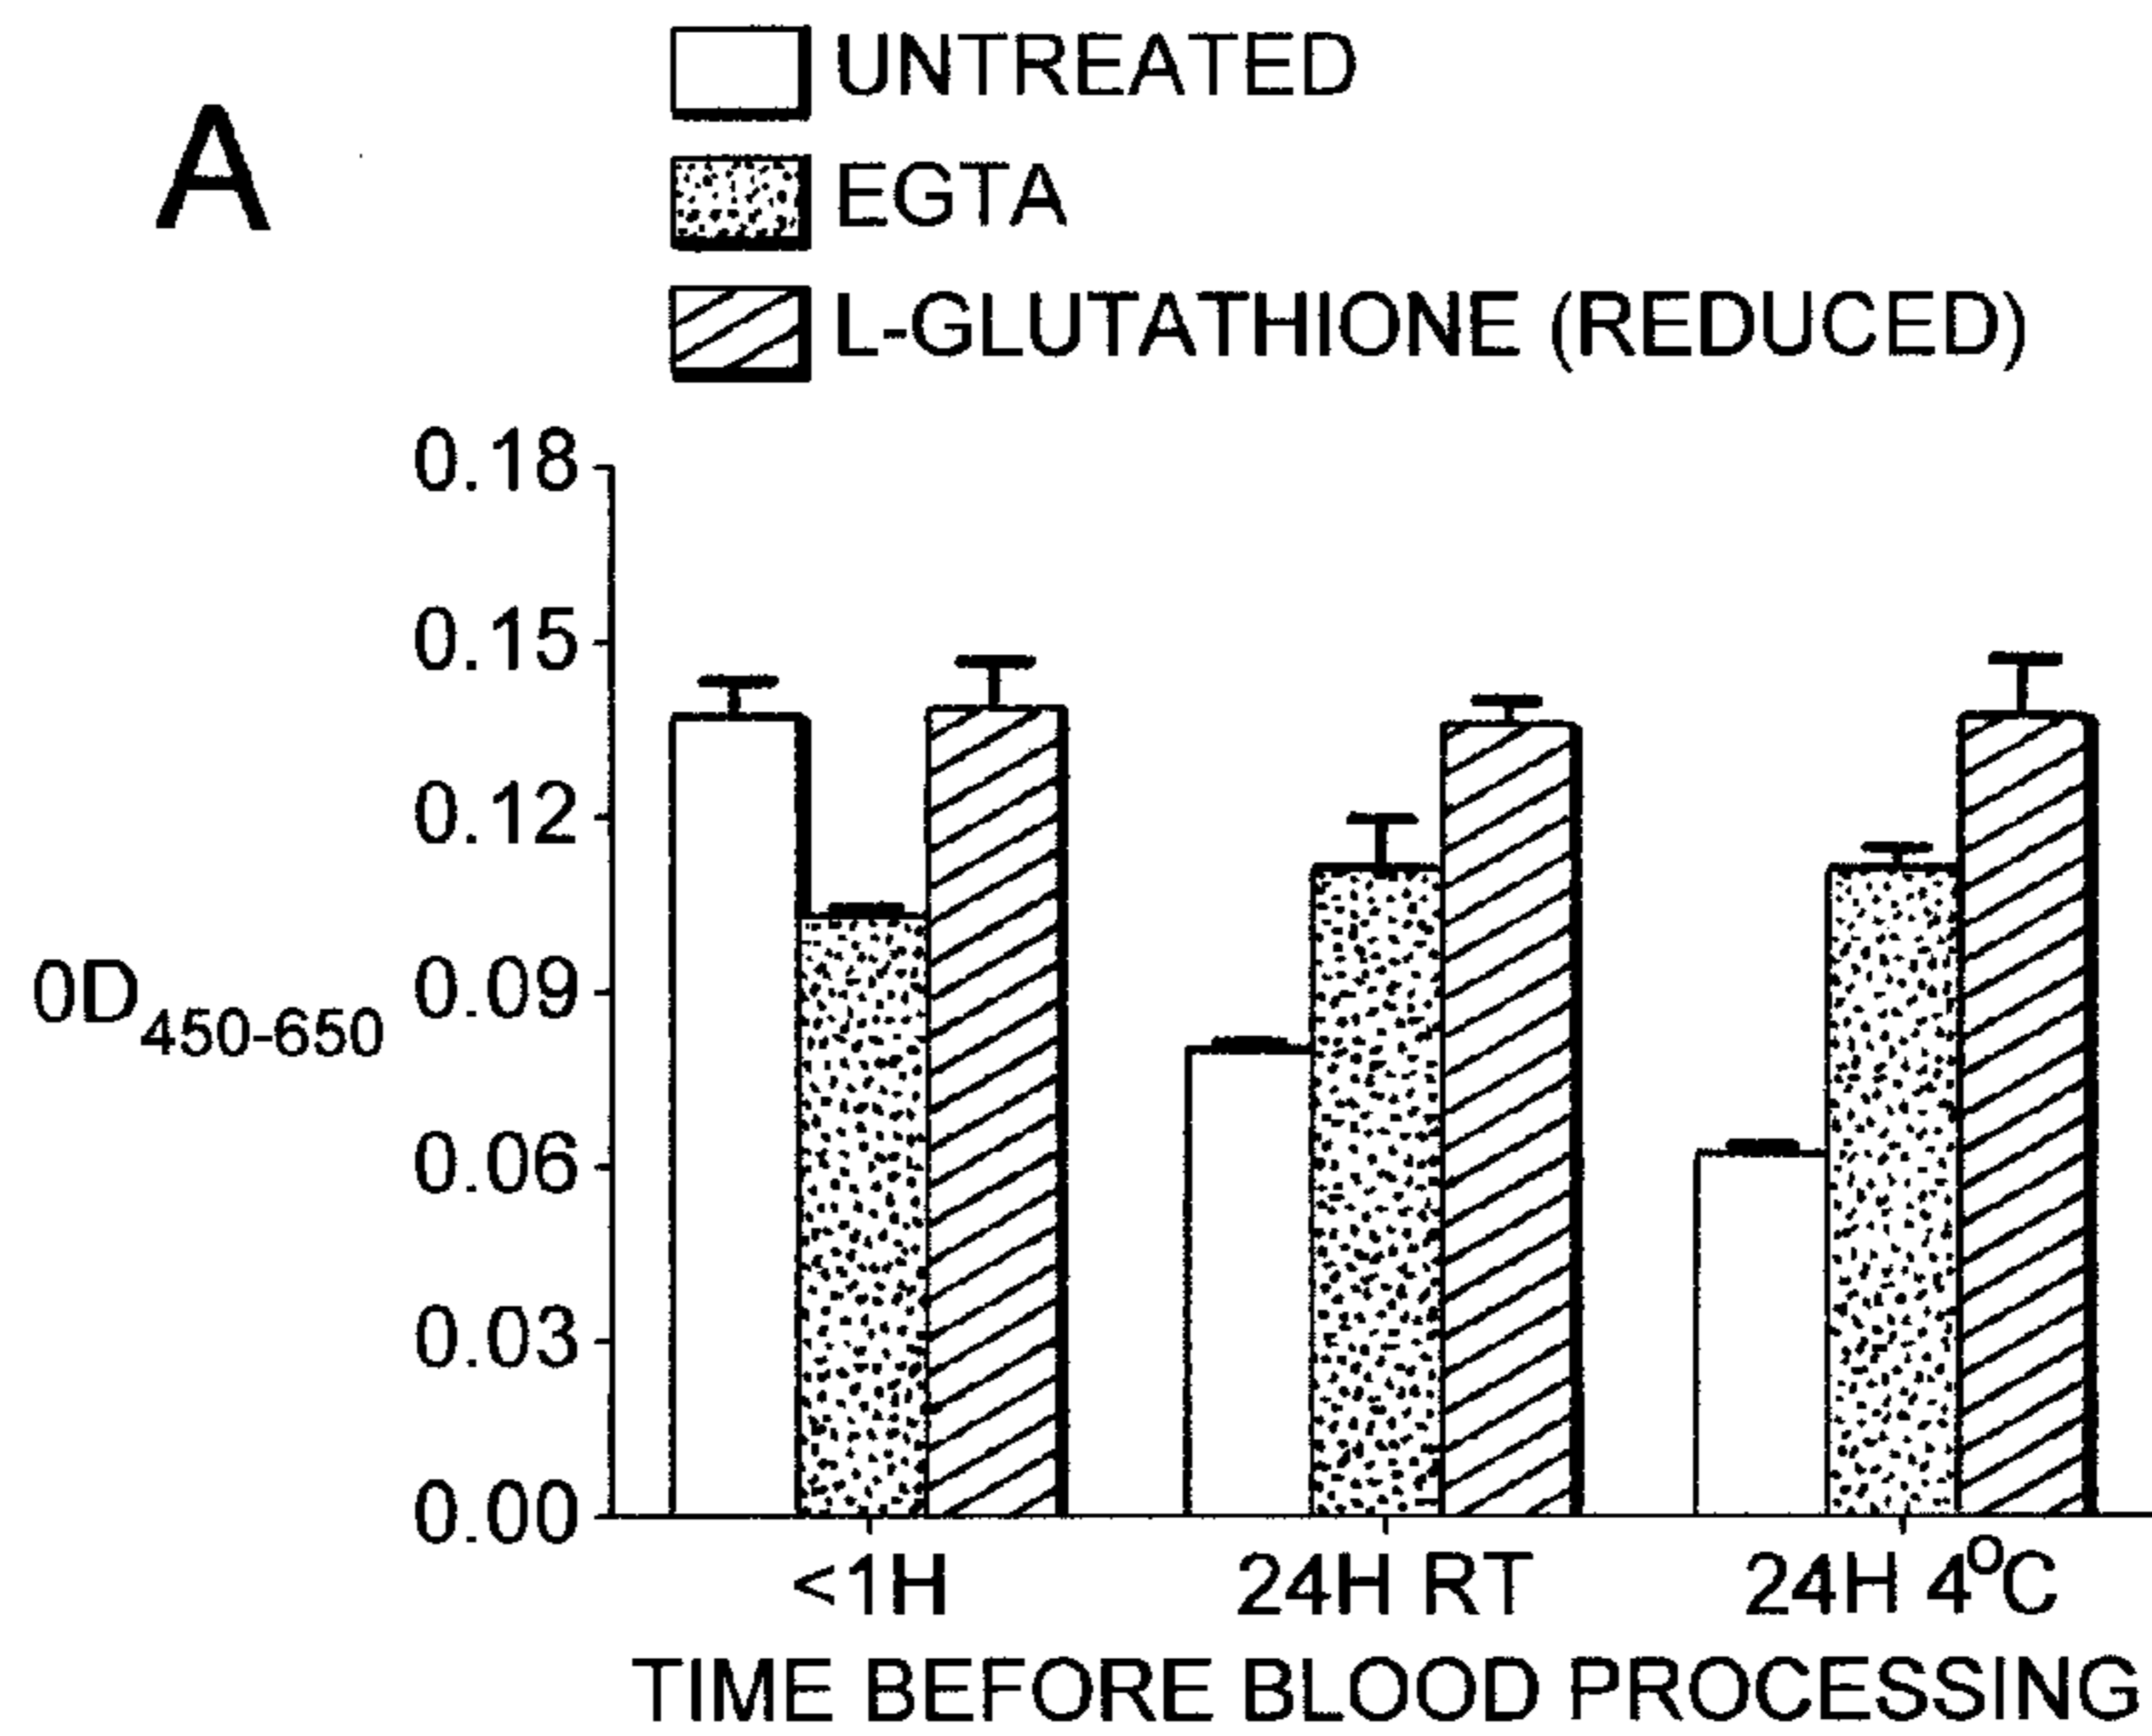 A
UNTREATED
EGTA
L-GLUTATHIONE (REDUCED)
0.18
0.15
0.12
0.09
0.06
0.03
0.00
0D450-650
<1H
24H RT
24H 4°C
TIME BEFORE BLOOD PROCESSING